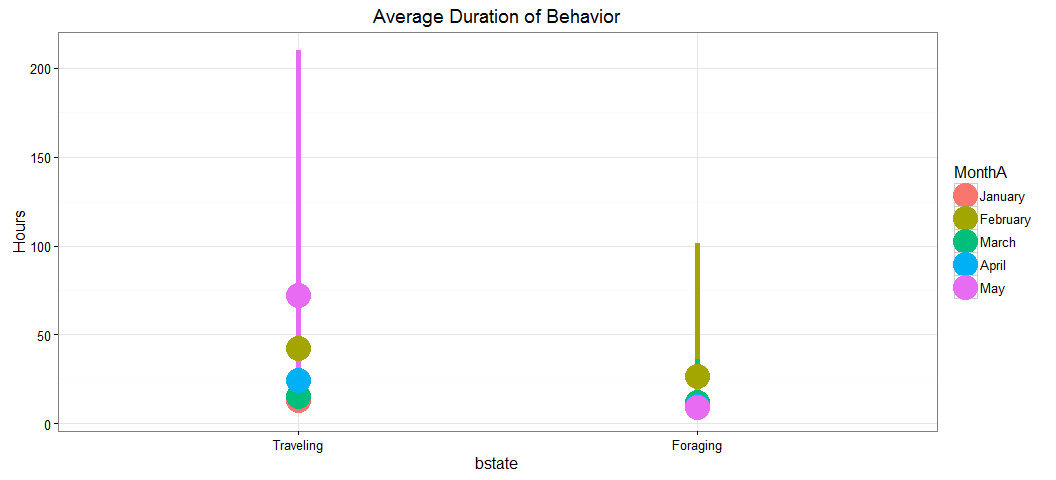 Average Duration of Behavior
200
150
100
50
0
Hours
Traveling
Foraging
bstate
MonthA
January
February
March
April
May